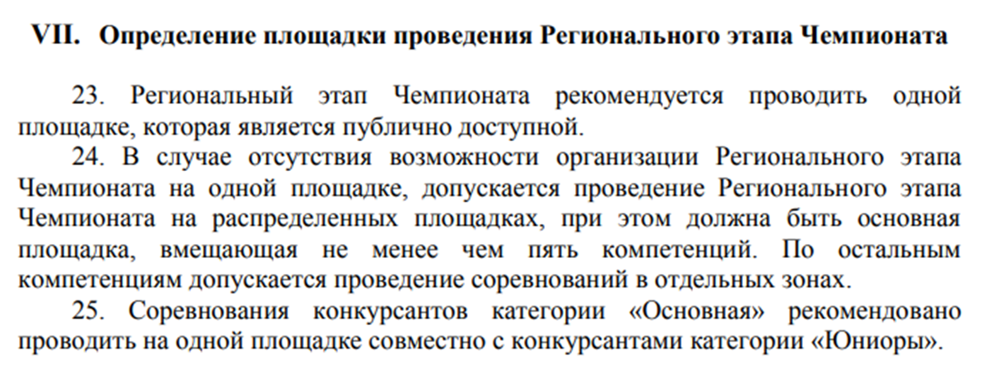 VII. Определение площадки проведения Регионального этапа Чемпионата
23. Региональный этап Чемпионата рекомендуется проводить одной
площадке, которая является публично доступной.
24. В случае отсутствия возможности организации Регионального этапа
Чемпионата на одной площадке, допускается проведение Регионального этапа
Чемпионата на распределенных площадках, при этом должна быть основная
площадка, вмещающая не менее чем пять компетенций. По остальным
компетенциям допускается проведение соревнований в отдельных зонах.
25. Соревнования конкурсантов категории «Основная» рекомендовано
проводить на одной площадке совместно с конкурсантами категории «Юниоры».